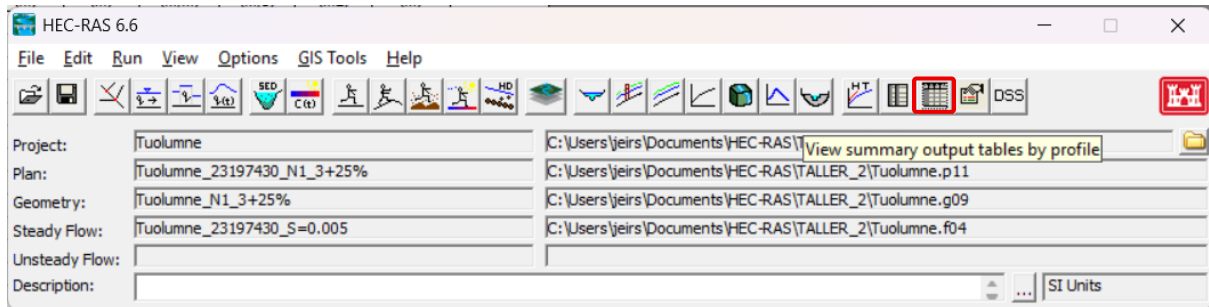 HEC-RAS 6.6
File Edit Run View Options GIS Tools Help
SED C(t) Q(t) HD HT DSS
Project: Tuolumne C:\Users\jeirs\Documents\HEC-RAS\T
View summary output tables by profile
Plan: Tuolumne_23197430_N1_3+25% C:\Users\jeirs\Documents\HEC-RAS\TALLER_2\Tuolumne.p11
Geometry: Tuolumne_N1_3+25% C:\Users\jeirs\Documents\HEC-RAS\TALLER_2\Tuolumne.g09
Steady Flow: Tuolumne_23197430_S=0.005 C:\Users\jeirs\Documents\HEC-RAS\TALLER_2\Tuolumne.f04
Unsteady Flow:
Description: ... SI Units